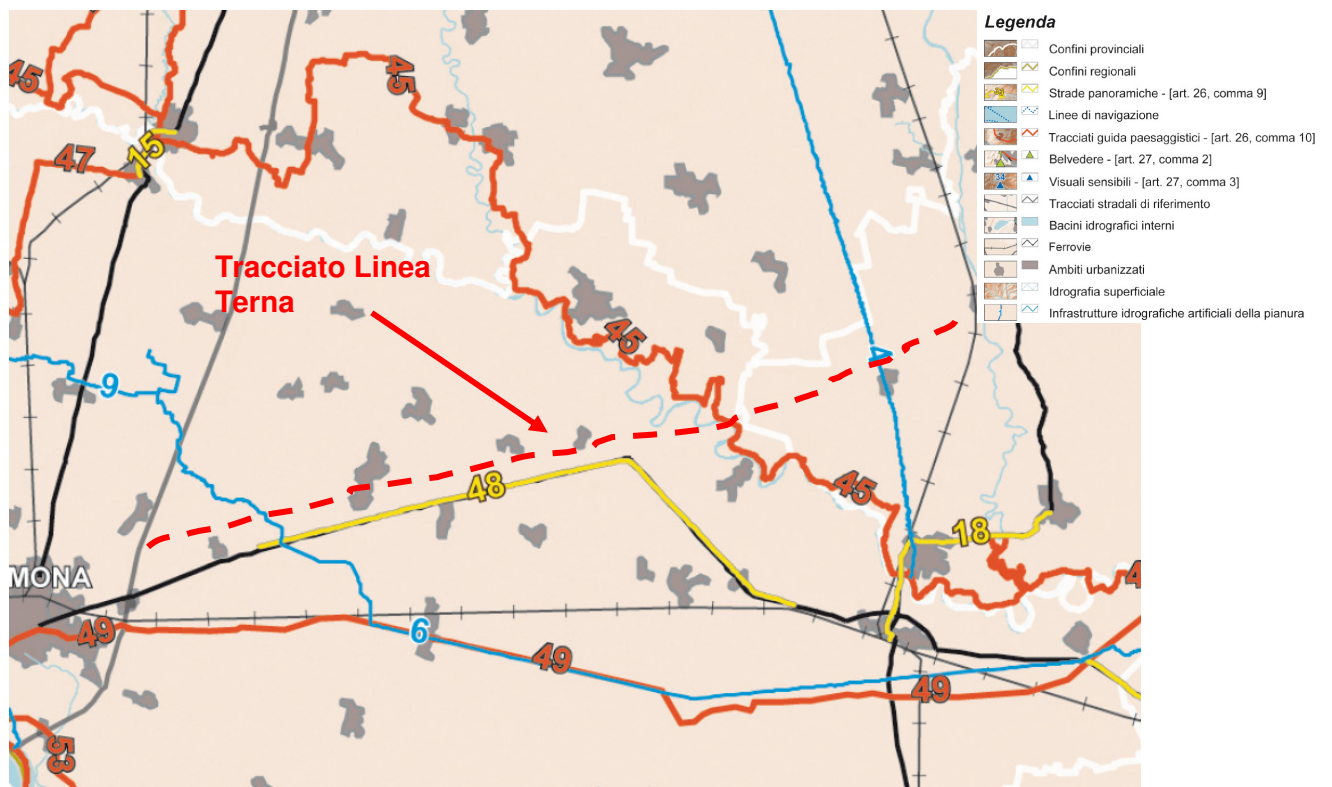 Legenda
Confini provinciali
Confini regionali
Strade panoramiche - [art. 26, comma 9]
Linee di navigazione
Tracciati guida paesaggistici - [art. 26, comma 10]
Belvedere - [art. 27, comma 2]
34
Visuali sensibili - [art. 27, comma 3]
Tracciati stradali di riferimento
Bacini idrografici interni
Ferrovie
Ambiti urbanizzati
Idrografia superficiale
Infrastrutture idrografiche artificiali della pianura
45
45
15
47
Tracciato Linea
Terna
45
4
9
48
45
18
4
MONA
49
6
49
49
53